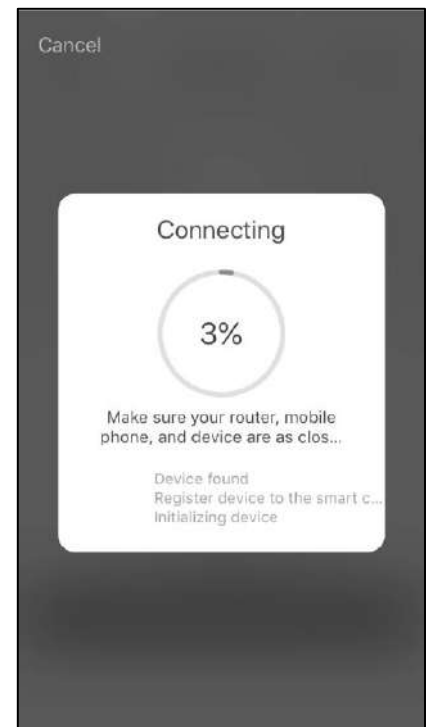 Cancel
Connecting
3%
Make sure your router, mobile
phone, and device are as clos...
Device found
Register device to the smart c...
Initializing device